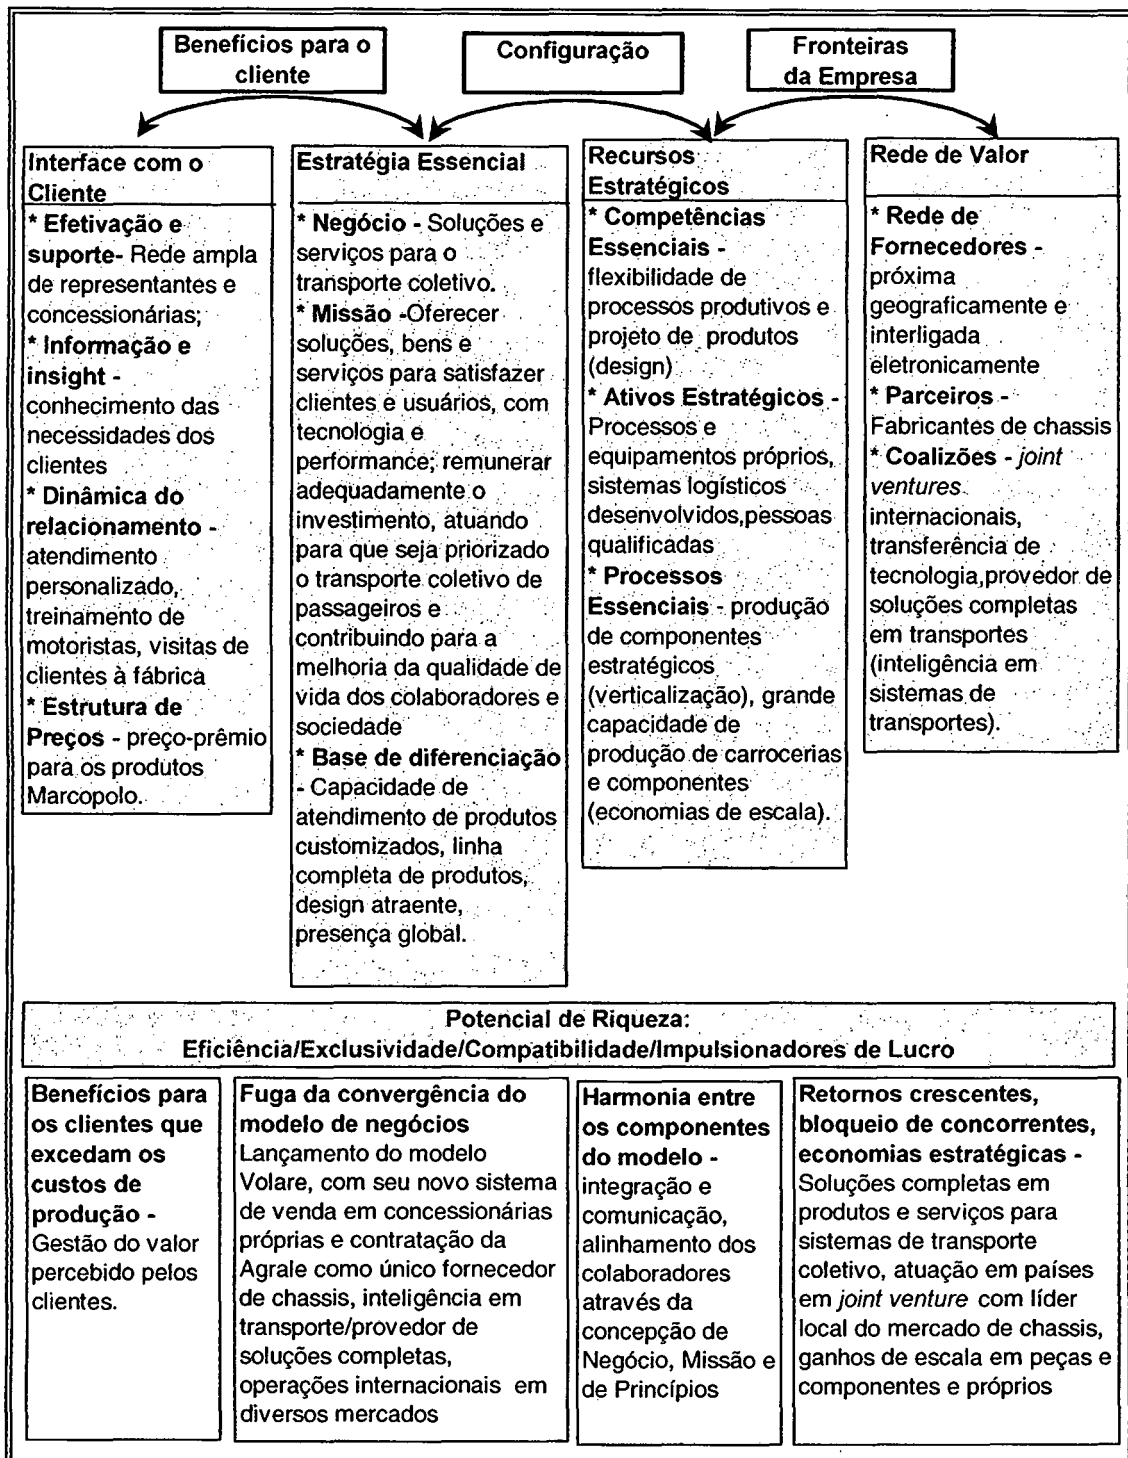 Benefícios para o
cliente
Configuração
Fronteiras
da Empresa
Interface com o
Cliente
* Efetivação e
suporte- Rede ampla
de representantes e
concessionárias;
* Informação e
insight -
conhecimento das
necessidades dos
clientes
* Dinâmica do
relacionamento -
atendimento
personalizado,
treinamento de
motoristas, visitas de
clientes à fábrica
* Estrutura de
Preços - preço-prêmio
para os produtos
Marcopolo.
Estratégia Essencial
* Negócio - Soluções e
serviços para o
transporte coletivo.
* Missão -Oferecer
soluções, bens e
serviços para satisfazer
clientes e usuários, com
tecnologia e
performance; remunerar
adequadamente o
investimento, atuando
para que seja priorizado
o transporte coletivo de
passageiros e
contribuindo para a
melhoria da qualidade de
vida dos colaboradores e
sociedade
* Base de diferenciação
- Capacidade de
atendimento de produtos
customizados, linha
completa de produtos,
design atraente,
presença global.
Recursos
Estratégicos
* Competências
Essenciais -
flexibilidade de
processos produtivos e
projeto de produtos
(design)
* Ativos Estratégicos -
Processos e
equipamentos próprios,
sistemas logísticos
desenvolvidos,pessoas
qualificadas
* Processos
Essenciais - produção
de componentes
estratégicos
(verticalização), grande
capacidade de
produção de carrocerias
e componentes
(economias de escala).
Rede de Valor
* Rede de
Fornecedores -
próxima
geograficamente e
interligada
eletronicamente
* Parceiros -
Fabricantes de chassis
* Coalizões - joint
ventures
internacionais,
transferência de
tecnologia,provedor de
soluções completas
em transportes
(inteligência em
sistemas de
transportes).
Potencial de Riqueza:
Eficiência/Exclusividade/Compatibilidade/Impulsionadores de Lucro
Benefícios para
os clientes que
excedam os
custos de
produção -
Gestão do valor
percebido pelos
clientes.
Fuga da convergência do
modelo de negócios
Lançamento do modelo
Volare, com seu novo sistema
de venda em concessionárias
próprias e contratação da
Agrale como único fornecedor
de chassis, inteligência em
transporte/provedor de
soluções completas,
operações internacionais em
diversos mercados
Harmonia entre
os componentes
do modelo -
integração e
comunicação,
alinhamento dos
colaboradores
através da
concepção de
Negócio, Missão e
de Princípios
Retornos crescentes,
bloqueio de concorrentes,
economias estratégicas -
Soluções completas em
produtos e serviços para
sistemas de transporte
coletivo, atuação em países
em joint venture com líder
local do mercado de chassis,
ganhos de escala em peças e
componentes e próprios